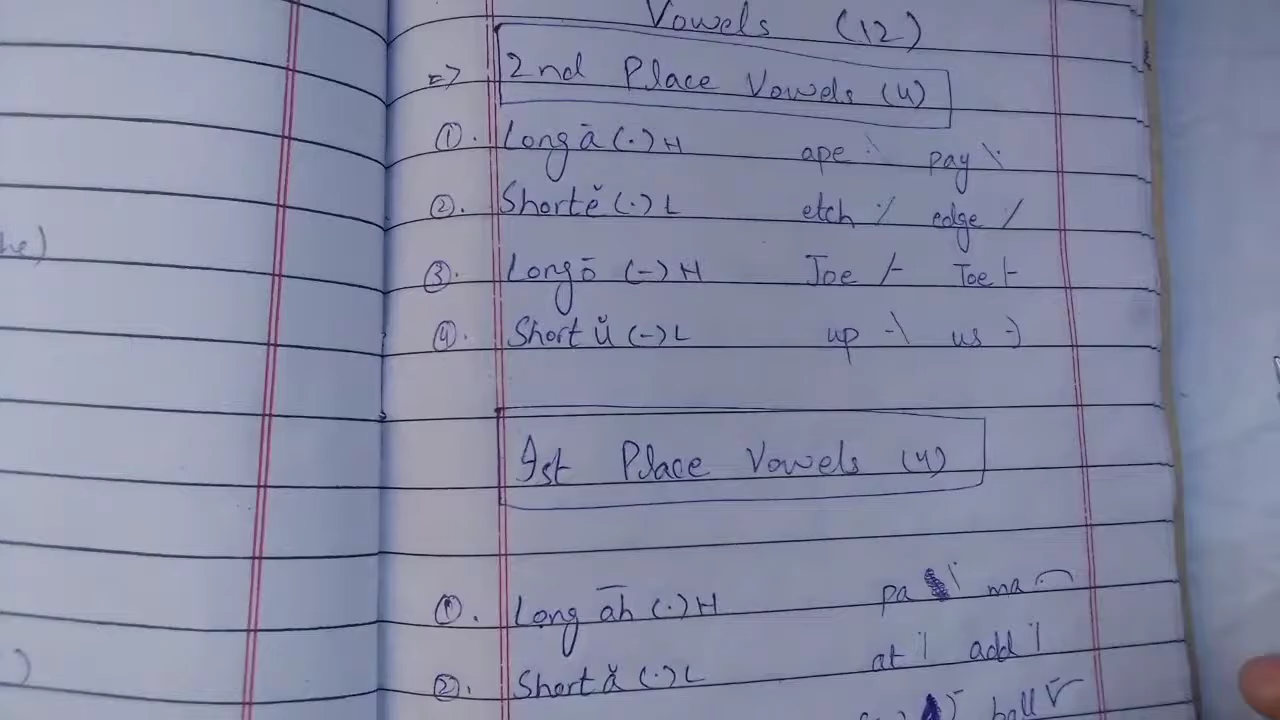 Vowels (12)
=> 2nd Place Vowels (4)
①. Long ā (·) H ape pay
②. Short ĕ (·) L etch edge
③. Long ō (-) H Joe Toe
④. Short ŭ (-) L up us
1st Place Vowels (4)
①. Long āh (·) H pa ma
②. Short ă (·) L at add
ball